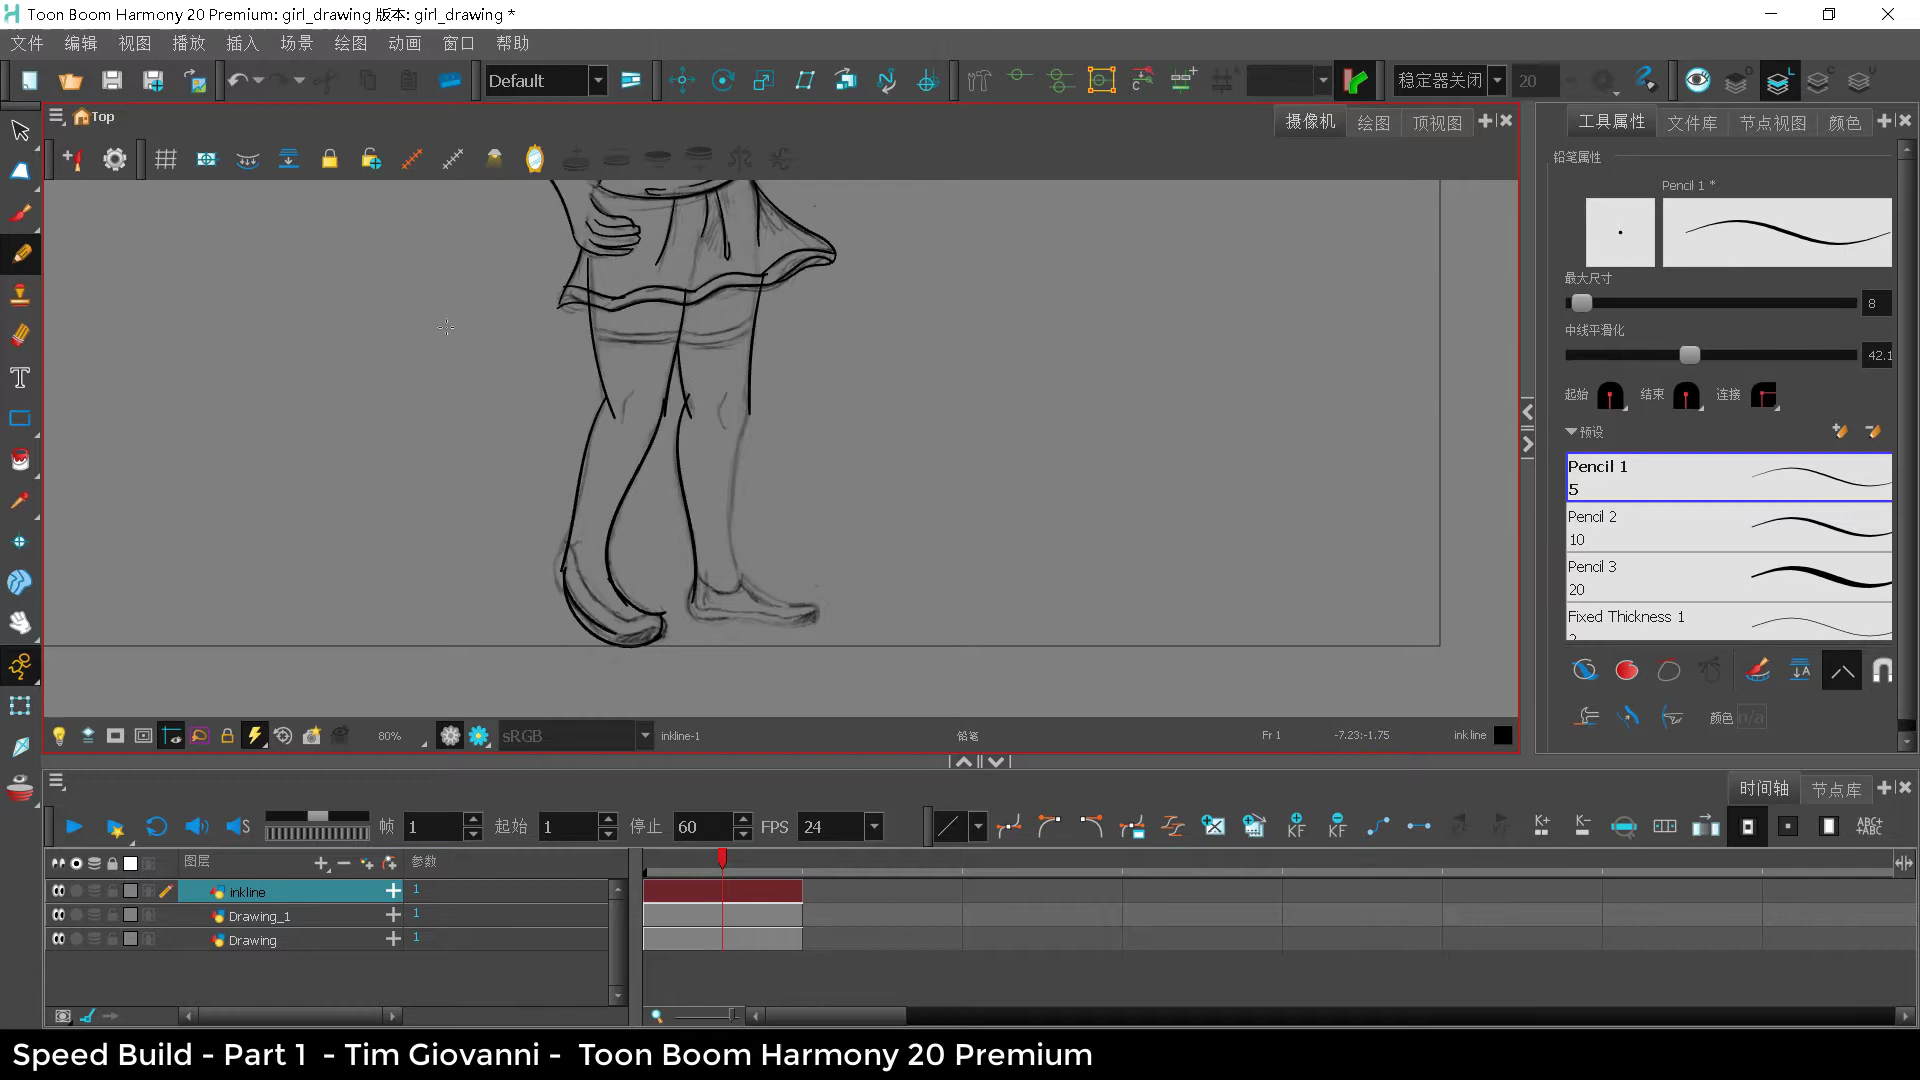 Toon Boom Harmony 20 Premium: girl_drawing 版本: girl_drawing *
文件 编辑 视图 播放 插入 场景 绘图 动画 窗口 帮助
Default
稳定器关闭 20
Top
摄像机 绘图 顶视图
工具属性 文件库 节点视图 颜色
铅笔属性
Pencil 1 *
最大尺寸
8
中线平滑化
42.1
起始 结束 连接
预设
Pencil 1
5
Pencil 2
10
Pencil 3
20
Fixed Thickness 1
颜色 n/a
80% sRGB inkline-1 铅笔 Fr 1 -7.23:-1.75 ink line
时间轴 节点库
帧 1 起始 1 停止 60 FPS 24
KF KF K+ K- ABC+
+ABC
图层 参数
inkline 1
Drawing_1 1
Drawing 1
Speed Build - Part 1 - Tim Giovanni - Toon Boom Harmony 20 Premium